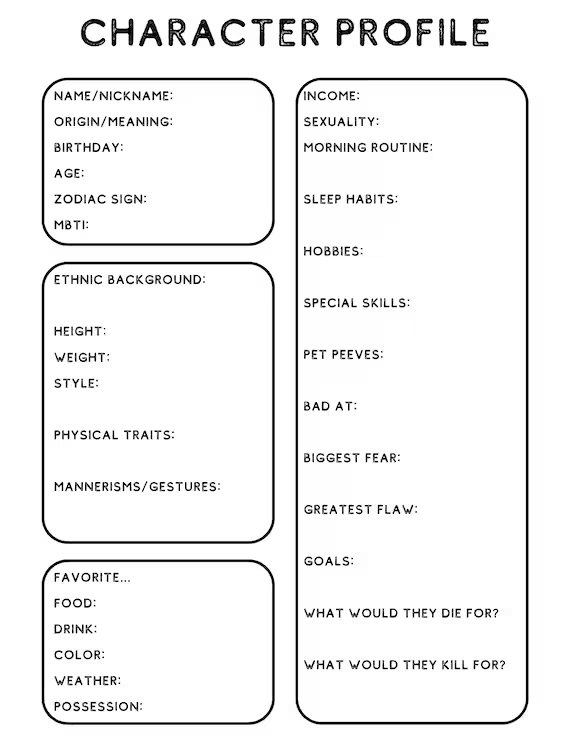 CHARACTER PROFILE
NAME/NICKNAME:
ORIGIN/MEANING:
BIRTHDAY:
AGE:
ZODIAC SIGN:
MBTI:
ETHNIC BACKGROUND:
HEIGHT:
WEIGHT:
STYLE:
PHYSICAL TRAITS:
MANNERISMS/GESTURES:
FAVORITE...
FOOD:
DRINK:
COLOR:
WEATHER:
POSSESSION:
INCOME:
SEXUALITY:
MORNING ROUTINE:
SLEEP HABITS:
HOBBIES:
SPECIAL SKILLS:
PET PEEVES:
BAD AT:
BIGGEST FEAR:
GREATEST FLAW:
GOALS:
WHAT WOULD THEY DIE FOR?
WHAT WOULD THEY KILL FOR?